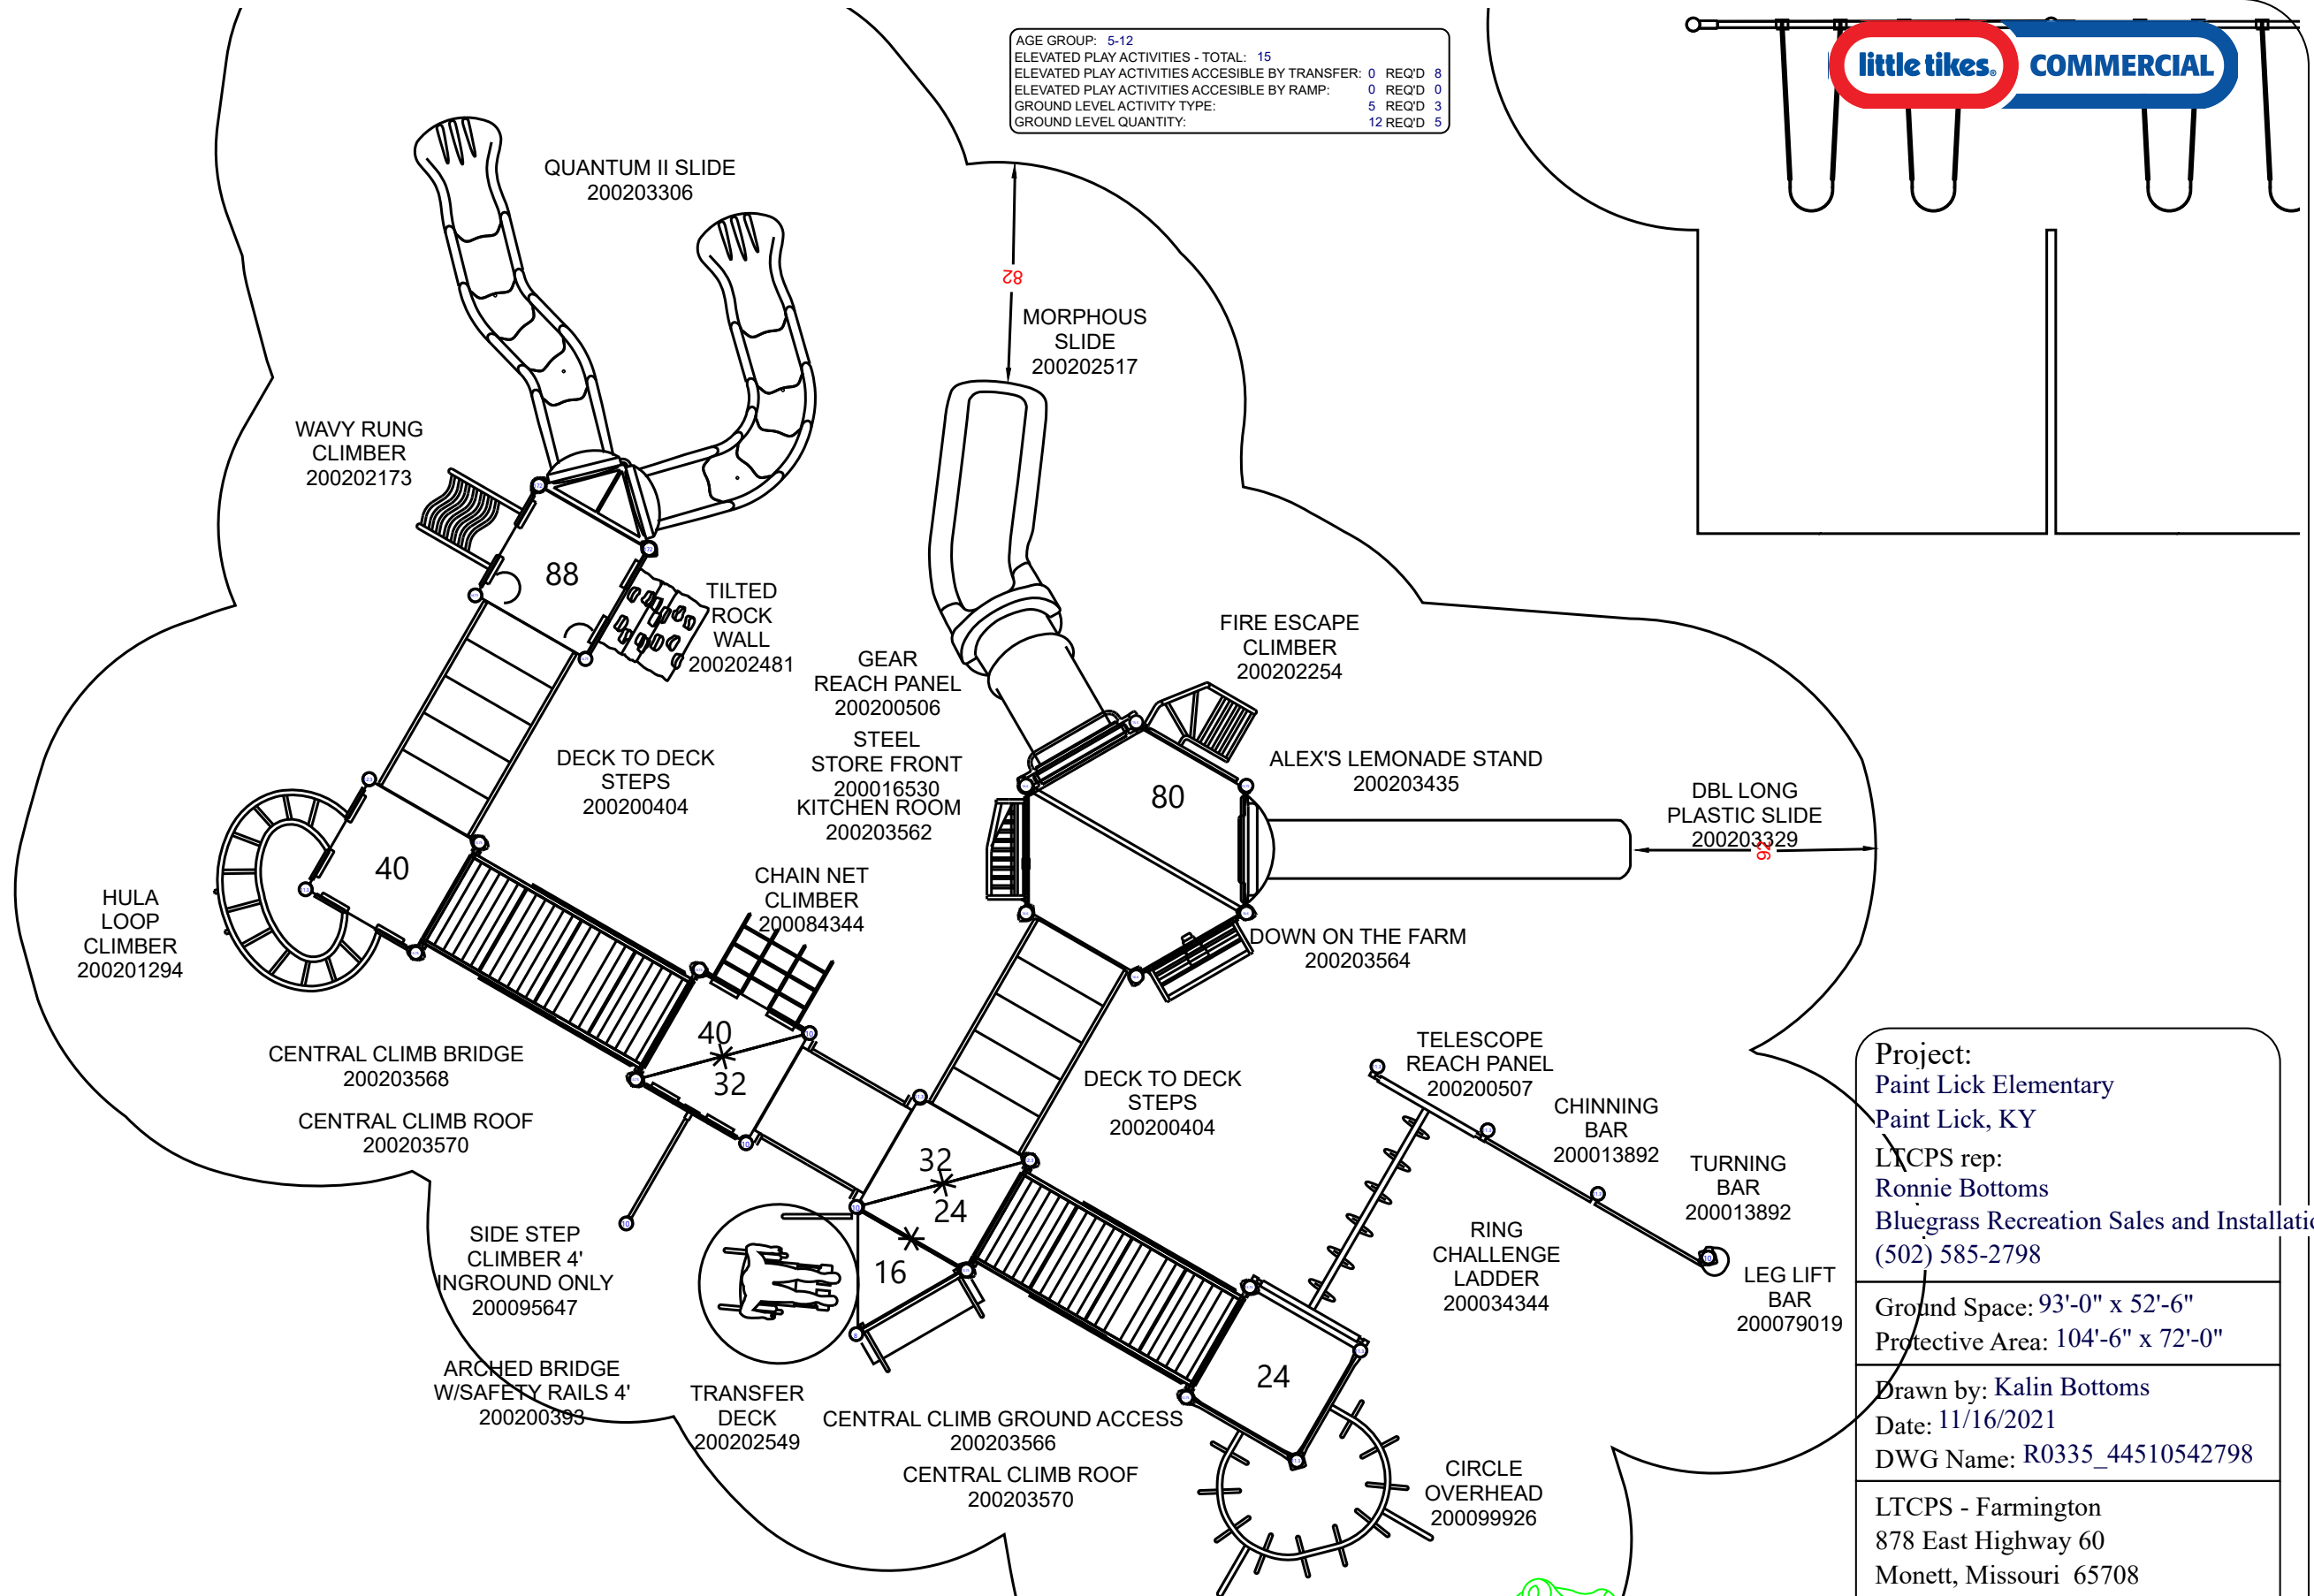 AGE GROUP: 5-12
ELEVATED PLAY ACTIVITIES - TOTAL: 15
ELEVATED PLAY ACTIVITIES ACCESIBLE BY TRANSFER: 0 REQ'D 8
ELEVATED PLAY ACTIVITIES ACCESIBLE BY RAMP: 0 REQ'D 0
GROUND LEVEL ACTIVITY TYPE: 5 REQ'D 3
GROUND LEVEL QUANTITY: 12 REQ'D 5
little tikes® COMMERCIAL
QUANTUM II SLIDE
200203306
82
MORPHOUS
SLIDE
200202517
WAVY RUNG
CLIMBER
200202173
88
TILTED
ROCK
WALL
200202481
GEAR
REACH PANEL
200200506
STEEL
STORE FRONT
200016530
KITCHEN ROOM
200203562
FIRE ESCAPE
CLIMBER
200202254
80
ALEX'S LEMONADE STAND
200203435
DBL LONG
PLASTIC SLIDE
200203329
92
DECK TO DECK
STEPS
200200404
40
HULA
LOOP
CLIMBER
200201294
CHAIN NET
CLIMBER
200084344
DOWN ON THE FARM
200203564
40
32
CENTRAL CLIMB BRIDGE
200203568
CENTRAL CLIMB ROOF
200203570
DECK TO DECK
STEPS
200200404
TELESCOPE
REACH PANEL
200200507
CHINNING
BAR
200013892
TURNING
BAR
200013892
LEG LIFT
BAR
200079019
32
24
16
RING
CHALLENGE
LADDER
200034344
SIDE STEP
CLIMBER 4'
INGROUND ONLY
200095647
ARCHED BRIDGE
W/SAFETY RAILS 4'
200200393
TRANSFER
DECK
200202549
CENTRAL CLIMB GROUND ACCESS
200203566
CENTRAL CLIMB ROOF
200203570
24
CIRCLE
OVERHEAD
200099926
Project:
Paint Lick Elementary
Paint Lick, KY
LTCPS rep:
Ronnie Bottoms
Bluegrass Recreation Sales and Installatio
(502) 585-2798
Ground Space: 93'-0" x 52'-6"
Protective Area: 104'-6" x 72'-0"
Drawn by: Kalin Bottoms
Date: 11/16/2021
DWG Name: R0335_44510542798
LTCPS - Farmington
878 East Highway 60
Monett, Missouri 65708